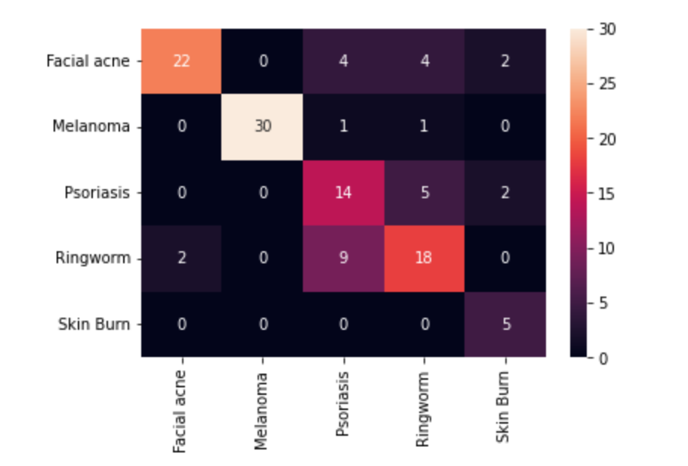 Facial acne 22 0 4 4 2
Melanoma 0 30 1 1 0
Psoriasis 0 0 14 5 2
Ringworm 2 0 9 18 0
Skin Burn 0 0 0 0 5
Facial acne
Melanoma
Psoriasis
Ringworm
Skin Burn
30
25
20
15
10
5
0